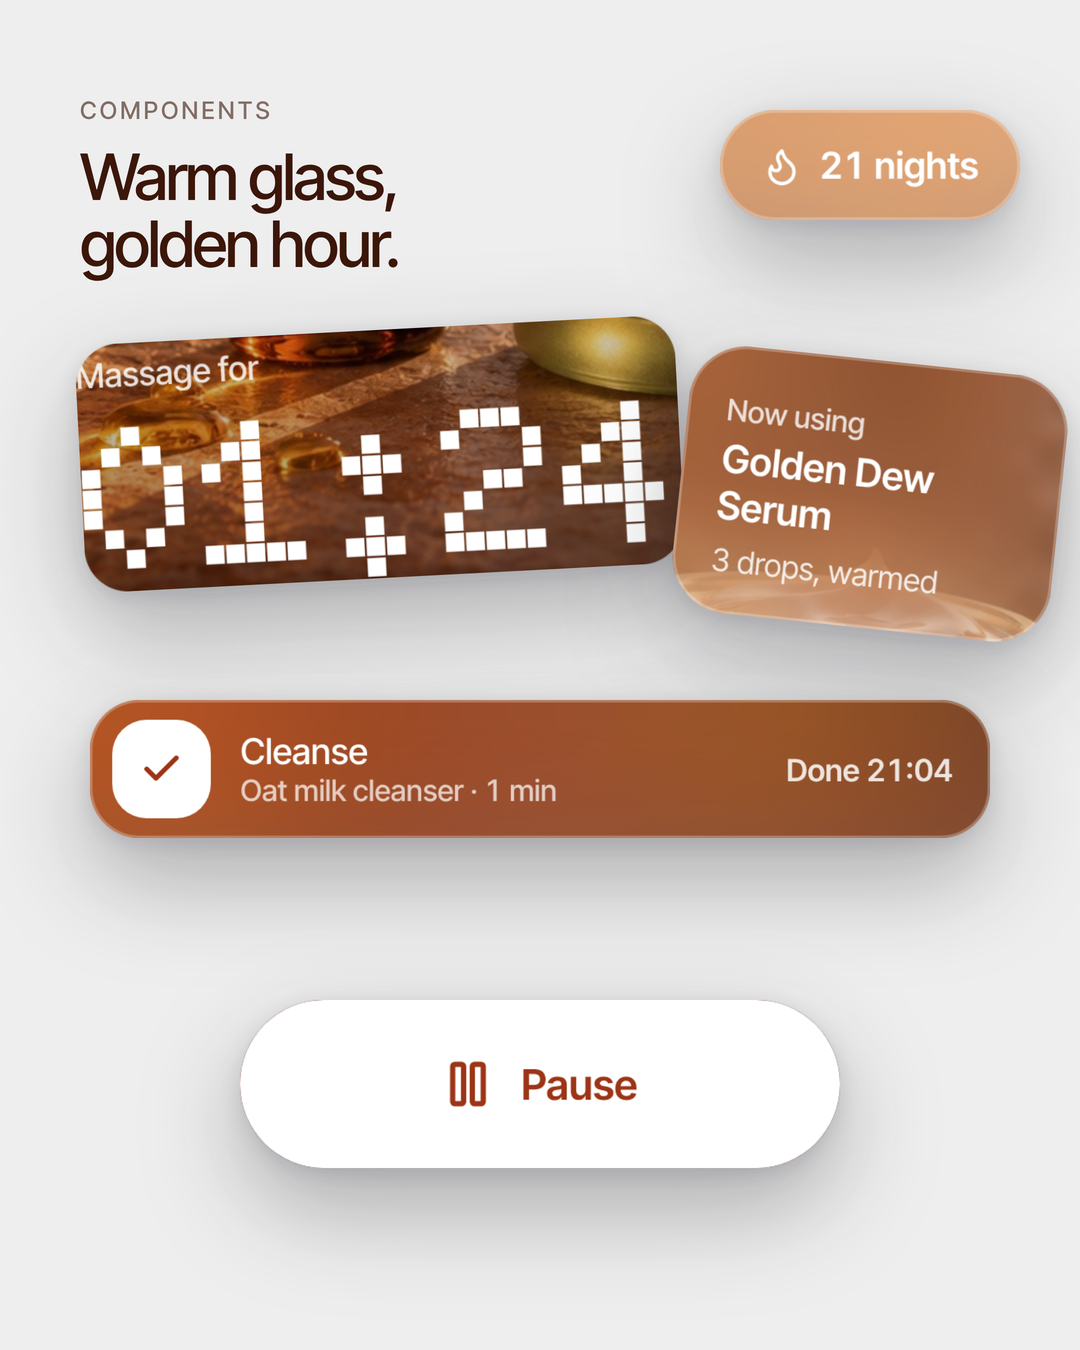 COMPONENTS
Warm glass,
golden hour.
21 nights
Massage for
01:24
Now using
Golden Dew
Serum
3 drops, warmed
Cleanse
Oat milk cleanser · 1 min
Done 21:04
Pause